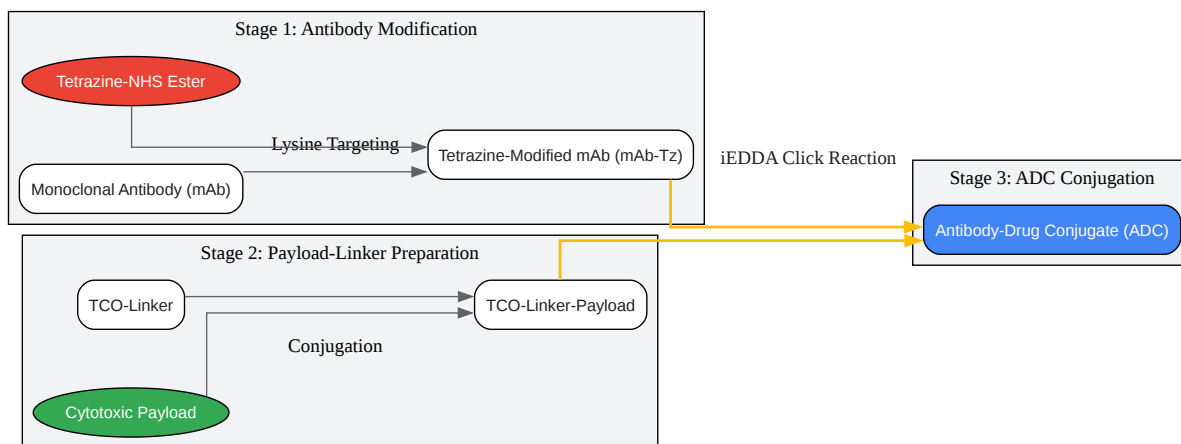 Stage 1: Antibody Modification
Tetrazine-NHS Ester
Lysine Targeting
Tetrazine-Modified mAb (mAb-Tz)
Monoclonal Antibody (mAb)
iEDDA Click Reaction
Stage 3: ADC Conjugation
Antibody-Drug Conjugate (ADC)
Stage 2: Payload-Linker Preparation
TCO-Linker
TCO-Linker-Payload
Conjugation
Cytotoxic Payload